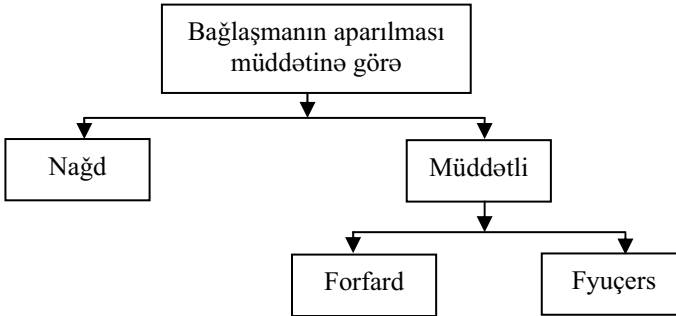 Bağlaşmanın aparılması
müddətinə görə
Nağd
Müddətli
Forfard
Fyuçers